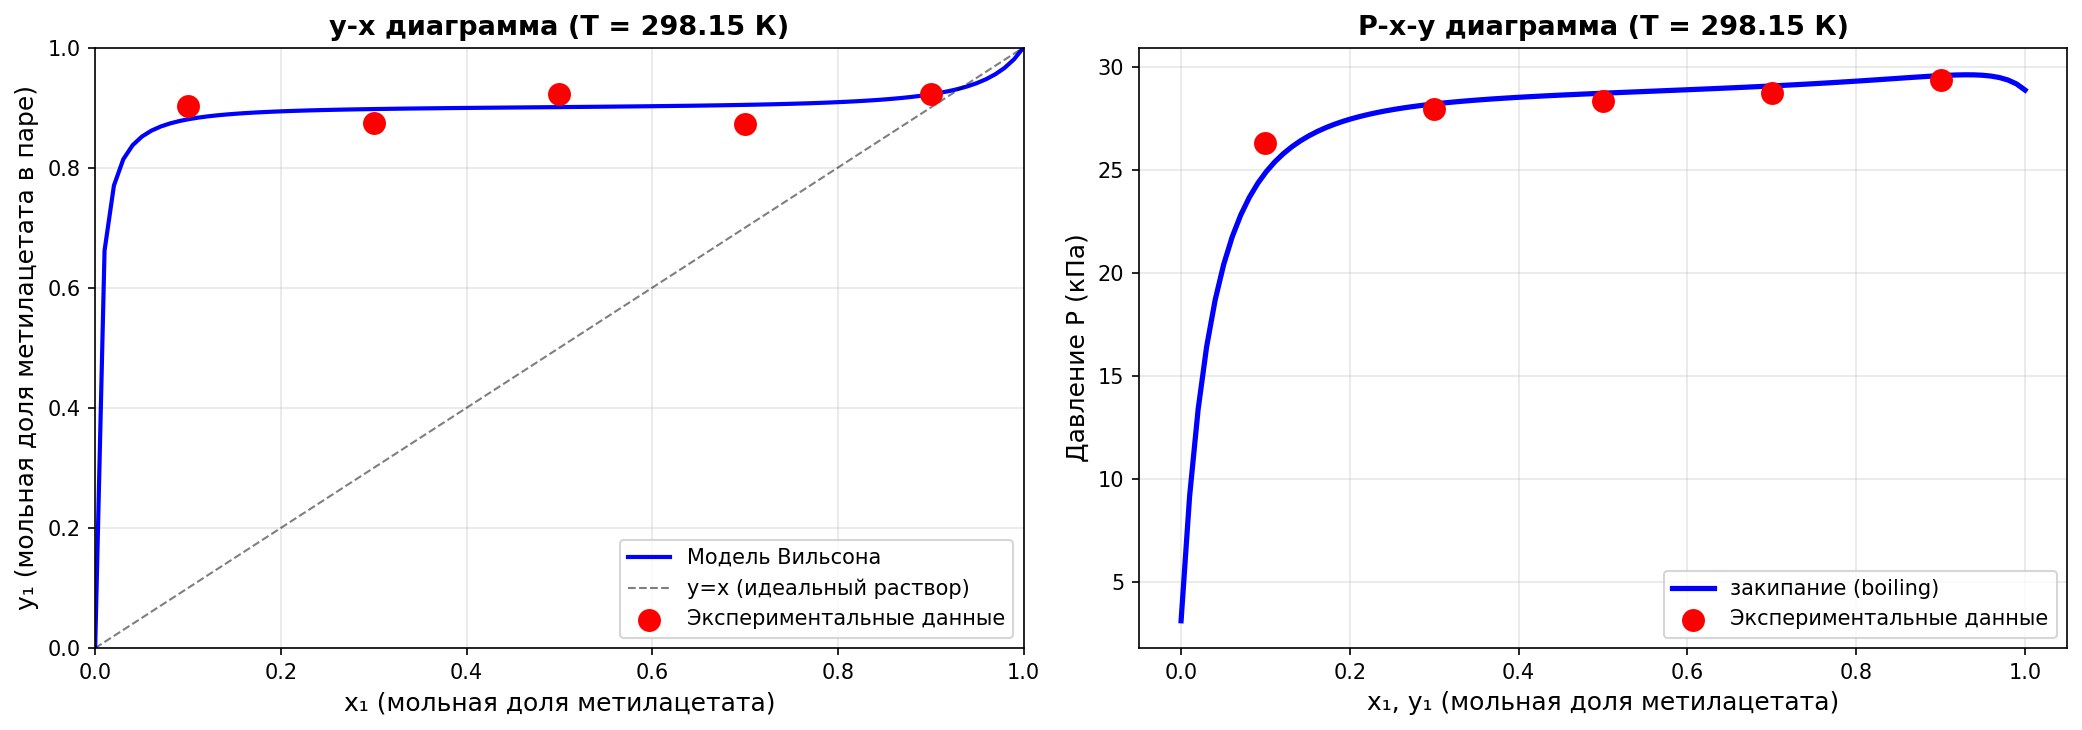 y-x диаграмма (T = 298.15 К)
1.0
0.8
0.6
0.4
0.2
0.0
y₁ (мольная доля метилацетата в паре)
0.0 0.2 0.4 0.6 0.8 1.0
x₁ (мольная доля метилацетата)
Модель Вильсона
y=x (идеальный раствор)
Экспериментальные данные
P-x-y диаграмма (T = 298.15 К)
30
25
20
15
10
5
Давление P (кПа)
0.0 0.2 0.4 0.6 0.8 1.0
x₁, y₁ (мольная доля метилацетата)
закипание (boiling)
Экспериментальные данные